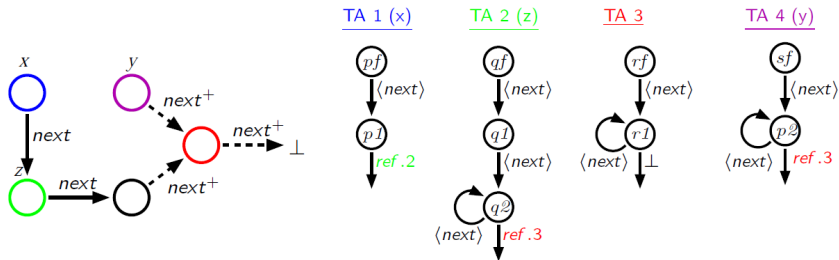 TA 1 (x) TA 2 (z) TA 3 TA 4 (y)
x y pf qf rf sf
⟨next⟩ ⟨next⟩ ⟨next⟩ ⟨next⟩
next⁺
next next⁺ ⊥ p1 q1 r1 p2
z next next⁺ ref.2 ⟨next⟩ ⟨next⟩ ⊥ ⟨next⟩ ref.3
q2
⟨next⟩ ref.3